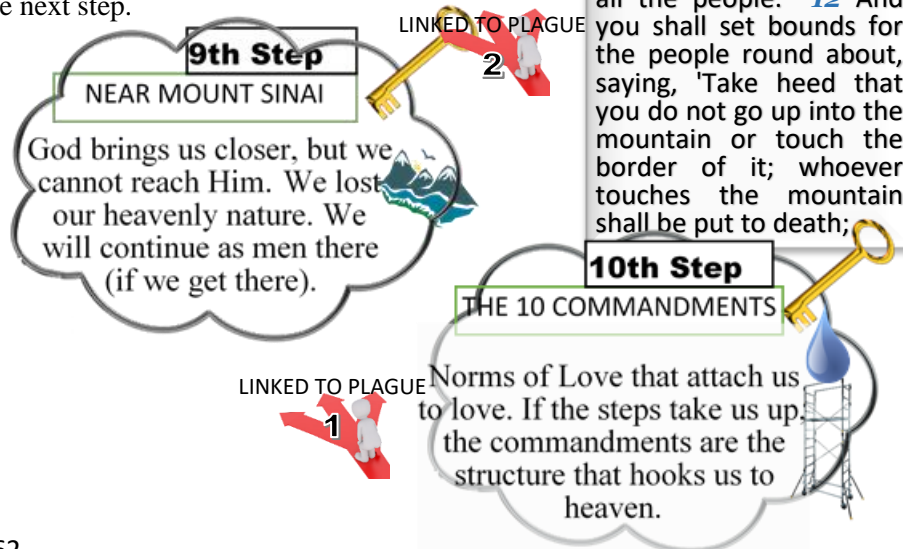 e next step.
all the people. 12 And
you shall set bounds for
the people round about,
saying, 'Take heed that
you do not go up into the
mountain or touch the
border of it; whoever
touches the mountain
shall be put to death;
LINKED TO PLAGUE
2
9th Step
NEAR MOUNT SINAI
God brings us closer, but we
cannot reach Him. We lost
our heavenly nature. We
will continue as men there
(if we get there).
10th Step
THE 10 COMMANDMENTS
LINKED TO PLAGUE
1
Norms of Love that attach us
to love. If the steps take us up,
the commandments are the
structure that hooks us to
heaven.